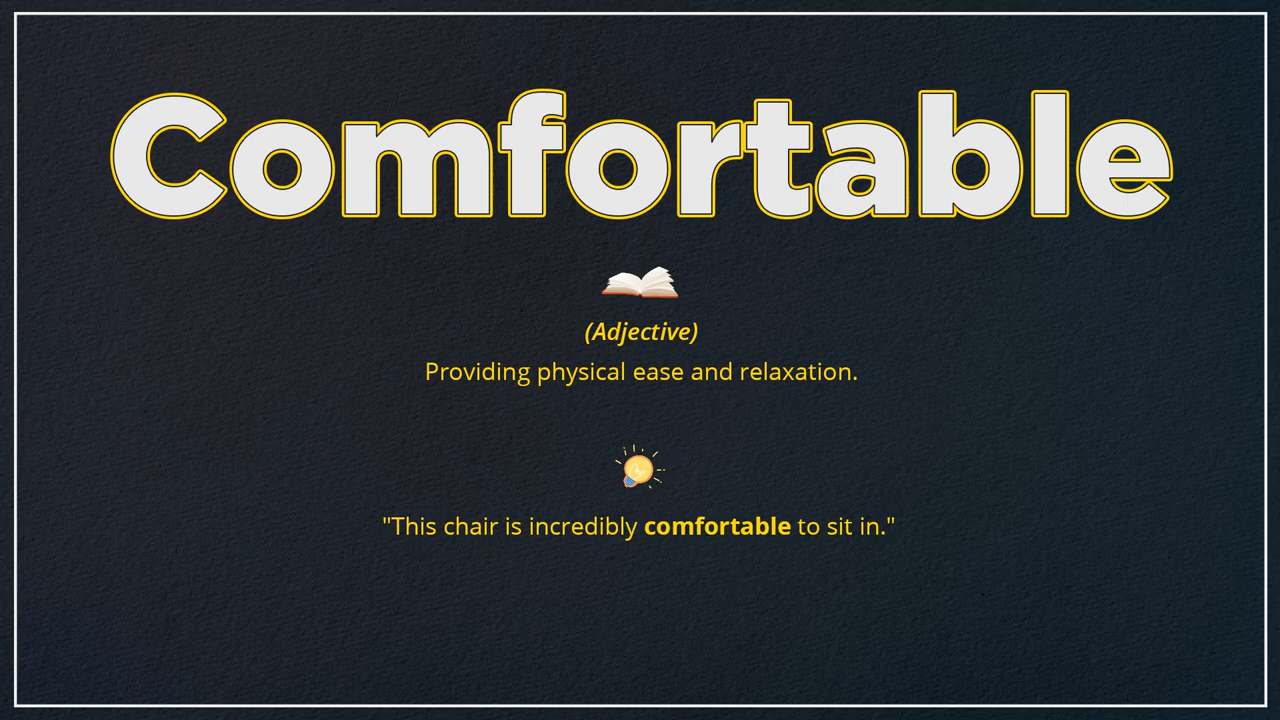 Comfortable
(Adjective)
Providing physical ease and relaxation.
"This chair is incredibly comfortable to sit in."